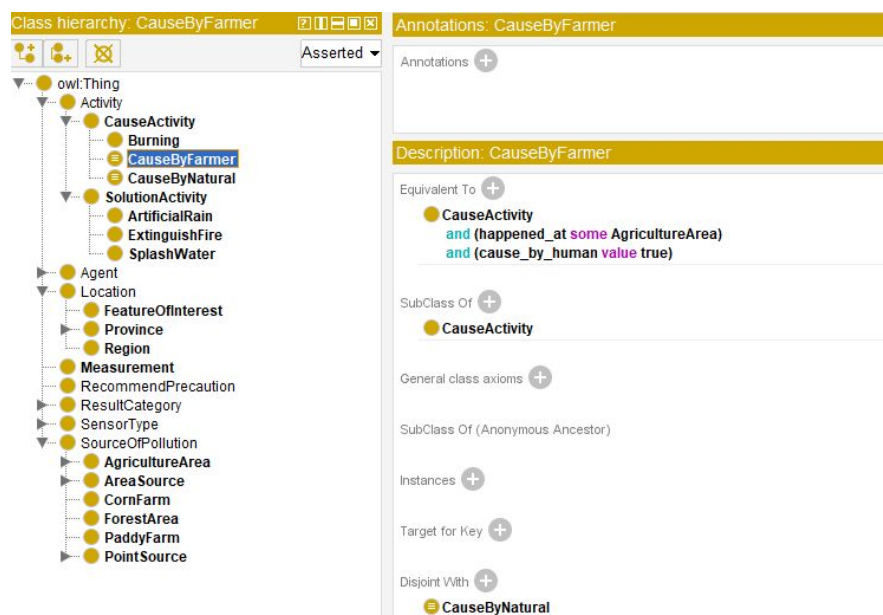 Class hierarchy: CauseByFarmer
Asserted
owl:Thing
Activity
CauseActivity
Burning
CauseByFarmer
CauseByNatural
SolutionActivity
ArtificialRain
ExtinguishFire
SplashWater
Agent
Location
FeatureOfInterest
Province
Region
Measurement
RecommendPrecaution
ResultCategory
SensorType
SourceOfPollution
AgricultureArea
AreaSource
CornFarm
ForestArea
PaddyFarm
PointSource
Annotations: CauseByFarmer
Annotations
Description: CauseByFarmer
Equivalent To
CauseActivity
and (happened_at some AgricultureArea)
and (cause_by_human value true)
SubClass Of
CauseActivity
General class axioms
SubClass Of (Anonymous Ancestor)
Instances
Target for Key
Disjoint With
CauseByNatural